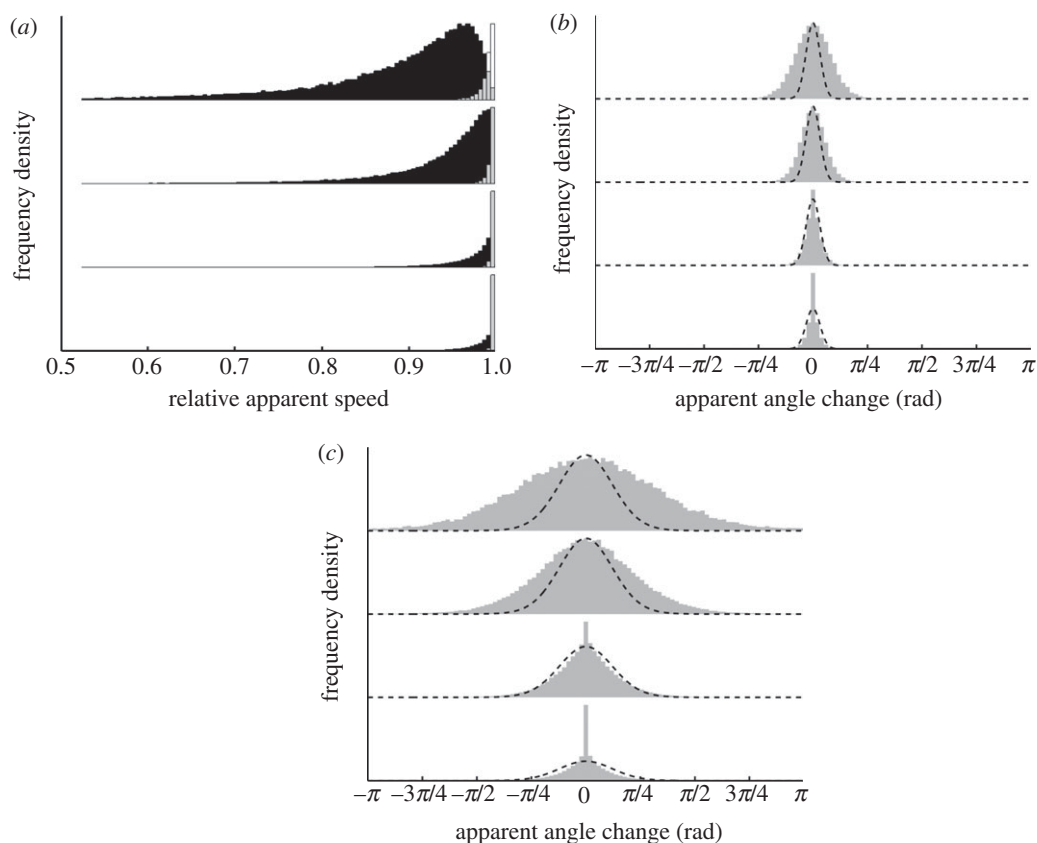 (a)
frequency density
0.5 0.6 0.7 0.8 0.9 1.0
relative apparent speed
(b)
frequency density
−π −3π/4 −π/2 −π/4 0 π/4 π/2 3π/4 π
apparent angle change (rad)
(c)
frequency density
−π −3π/4 −π/2 −π/4 0 π/4 π/2 3π/4 π
apparent angle change (rad)